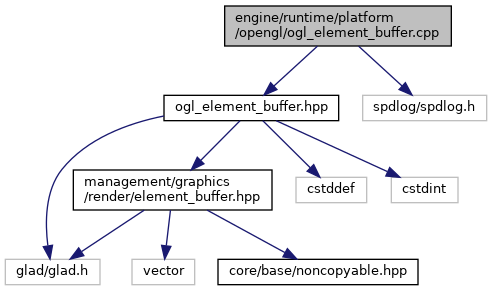 engine/runtime/platform
/opengl/ogl_element_buffer.cpp
ogl_element_buffer.hpp
spdlog/spdlog.h
management/graphics
/render/element_buffer.hpp
cstddef
cstdint
glad/glad.h
vector
core/base/noncopyable.hpp